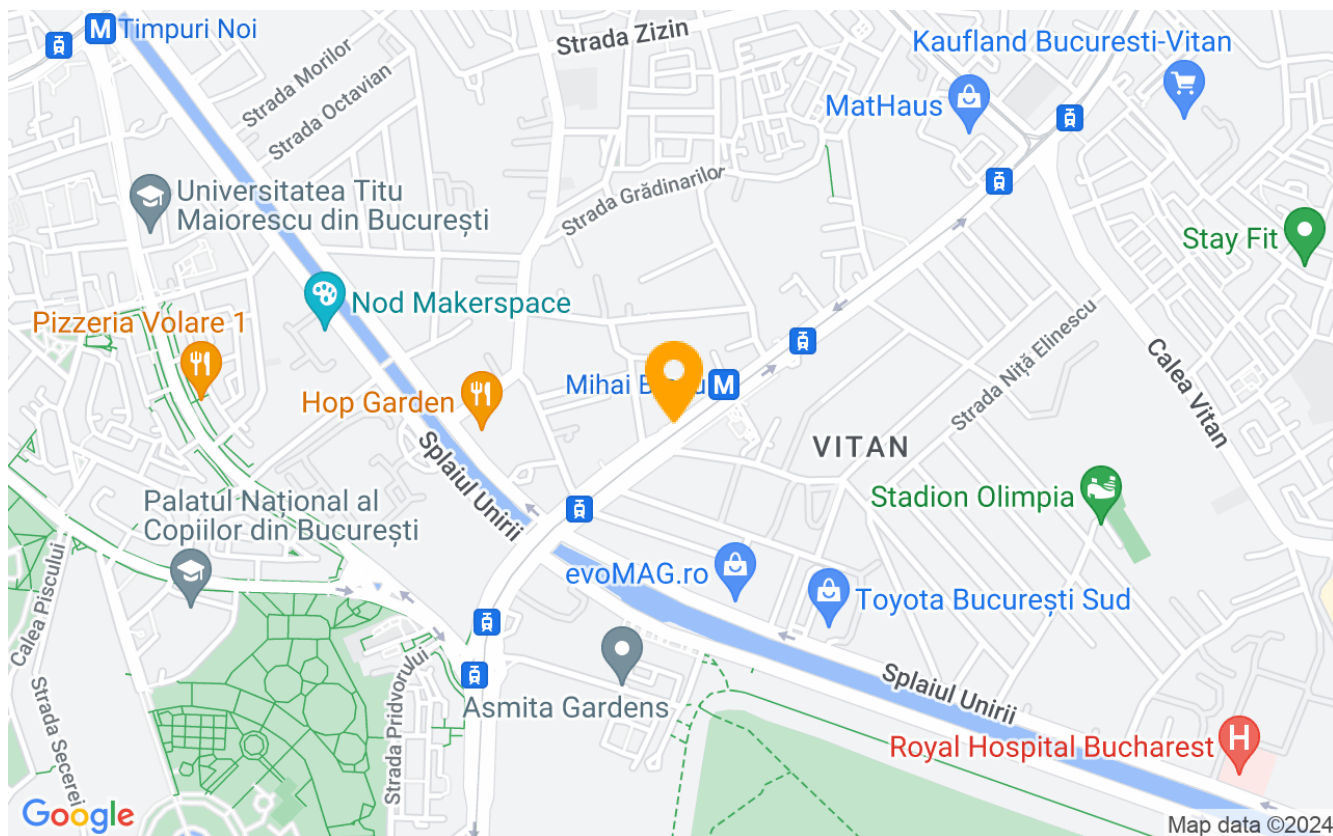 Timpuri Noi
Strada Zizin
Kaufland Bucuresti-Vitan
Strada Morilor
Strada Octavian
MatHaus
Universitatea Titu
Maiorescu din București
Strada Grădinarilor
Stay Fit
Nod Makerspace
Pizzeria Volare 1
Strada Niță Elinescu
Calea Vitan
Mihai
M
Hop Garden
VITAN
Splaiul Unirii
Stadion Olimpia
Palatul Național al
Copiilor din București
evoMAG.ro
Toyota București Sud
Calea Piscului
Strada Pridvorului
Asmita Gardens
Splaiul Unirii
Strada Secerei
Royal Hospital Bucharest
H
Google
Map data ©2024